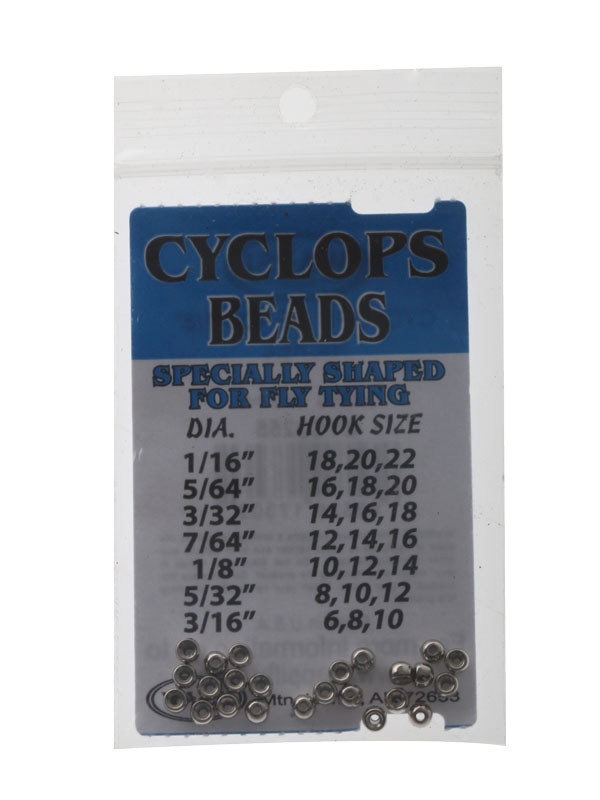 CYCLOPS
BEADS
SPECIALLY SHAPED
FOR FLY TYING
DIA. HOOK SIZE
1/16" 18,20,22
5/64" 16,18,20
3/32" 14,16,18
7/64" 12,14,16
1/8" 10,12,14
5/32" 8,10,12
3/16" 6,8,10
Mtn. 72653